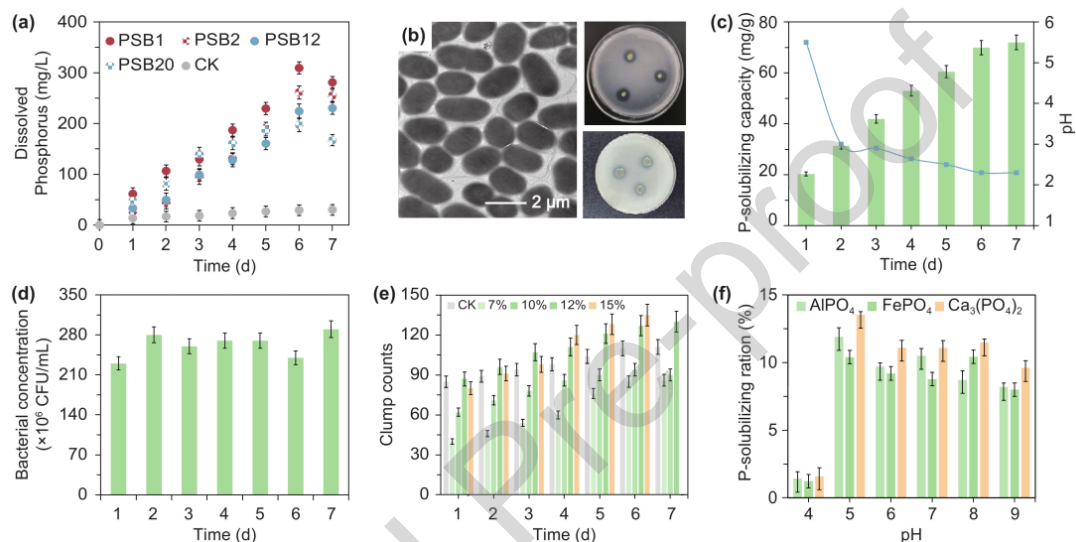 (a)
PSB1 PSB2 PSB12
PSB20 CK
Dissolved
Phosphorus (mg/L)
400
300
200
100
0
0 1 2 3 4 5 6 7
Time (d)
(b)
2 μm
(c)
P-solubilizing capacity (mg/g)
80
60
40
20
0
pH
6
5
4
3
2
1
1 2 3 4 5 6 7
Time (d)
(d)
Bacterial concentration
(×10⁶ CFU/mL)
350
280
210
140
70
0
1 2 3 4 5 6 7
Time (d)
(e)
CK 7% 10% 12% 15%
Clump counts
150
120
90
60
30
0
1 2 3 4 5 6 7
Time (d)
(f)
AlPO₄ FePO₄ Ca₃(PO₄)₂
P-solubilizing ration (%)
15
10
5
0
4 5 6 7 8 9
pH
Pre-proof